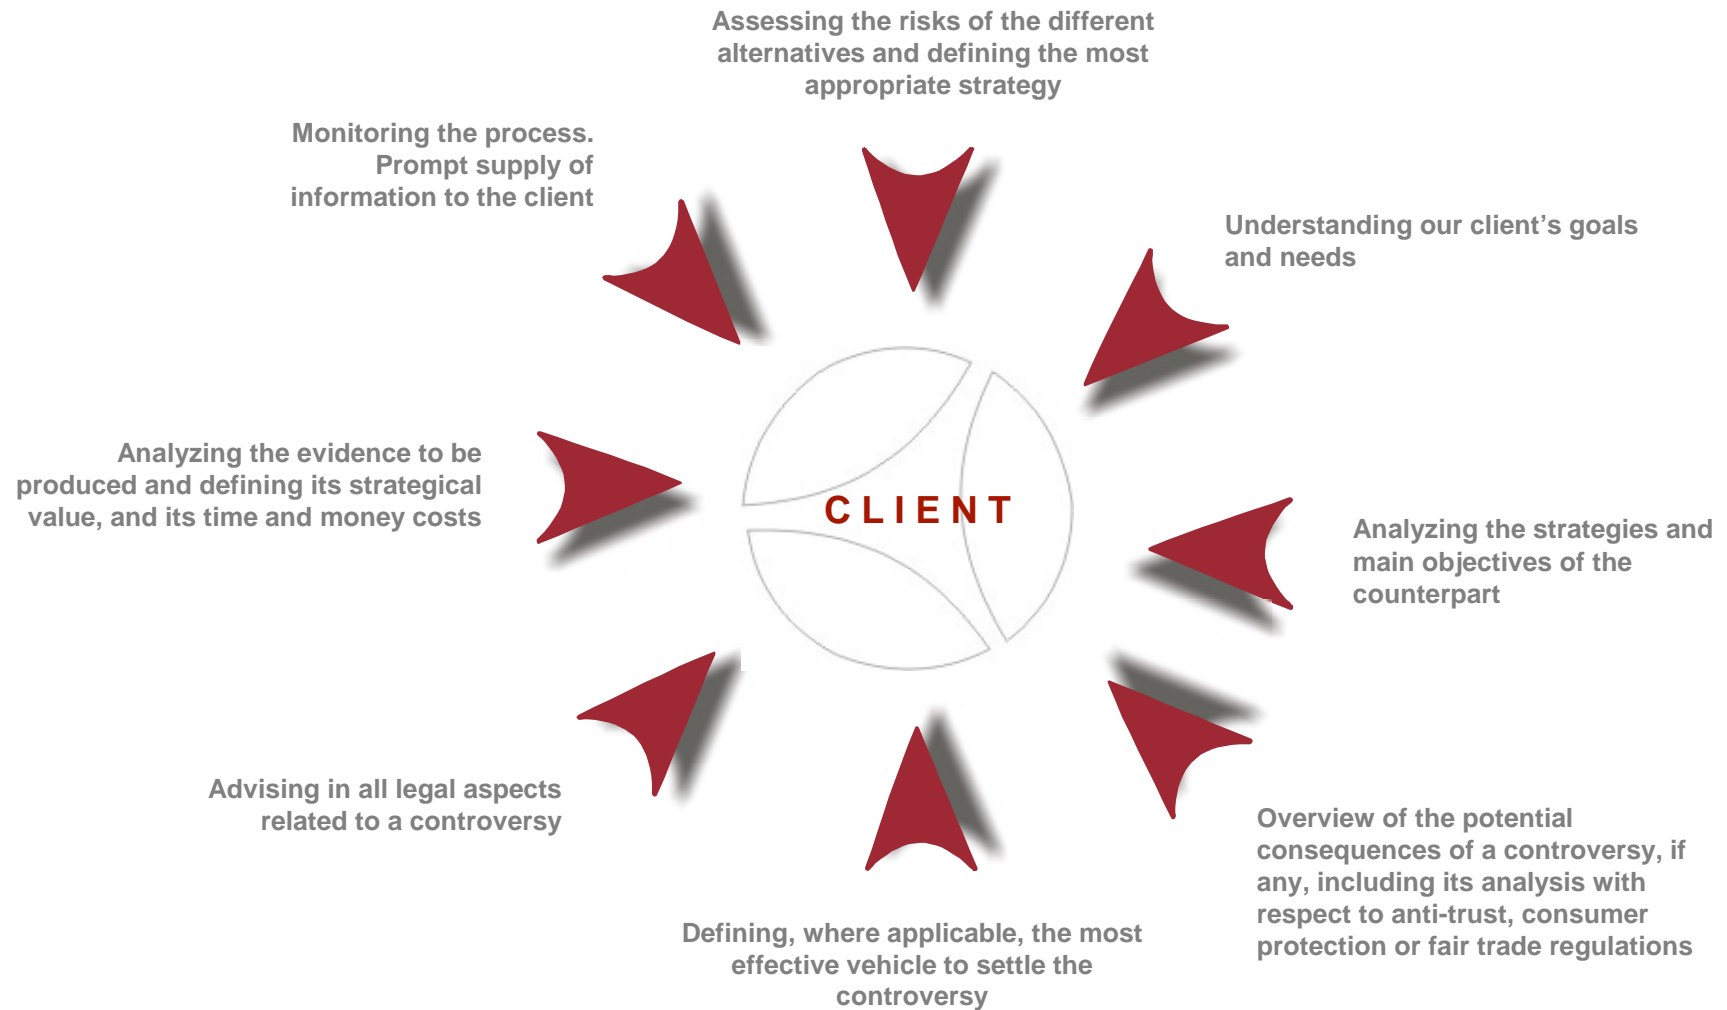 Assessing the risks of the different
alternatives and defining the most
appropriate strategy
Monitoring the process.
Prompt supply of
information to the client
Understanding our client’s goals
and needs
Analyzing the evidence to be
produced and defining its strategical
value, and its time and money costs
CLIENT
Analyzing the strategies and
main objectives of the
counterpart
Advising in all legal aspects
related to a controversy
Overview of the potential
consequences of a controversy, if
any, including its analysis with
respect to anti-trust, consumer
protection or fair trade regulations
Defining, where applicable, the most
effective vehicle to settle the
controversy